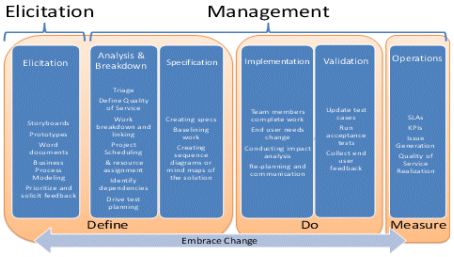 Elicitation
Management
Elicitation
Storyboards
Prototypes
Word
documents
Business
Process
Modeling
Prioritize and
solicit feedback
Analysis &
Breakdown
Triage
Define Quality
of Service
Work
breakdown and
linking
Project
Scheduling
& resource
assignment
Identify
dependencies
Drive test
planning
Specification
Creating specs
Baselining
work
Creating
sequence
diagrams or
mind maps of
the solution
Implementation
Team members
complete work
End user needs
change
Conducting impact
analysis
Re-planning and
communication
Validation
Update test
cases
Run
acceptance
tests
Collect end
user
feedback
Operations
SLAs
KPIs
Issue
Generation
Quality of
Service
Realization
Define
Do
Measure
Embrace Change